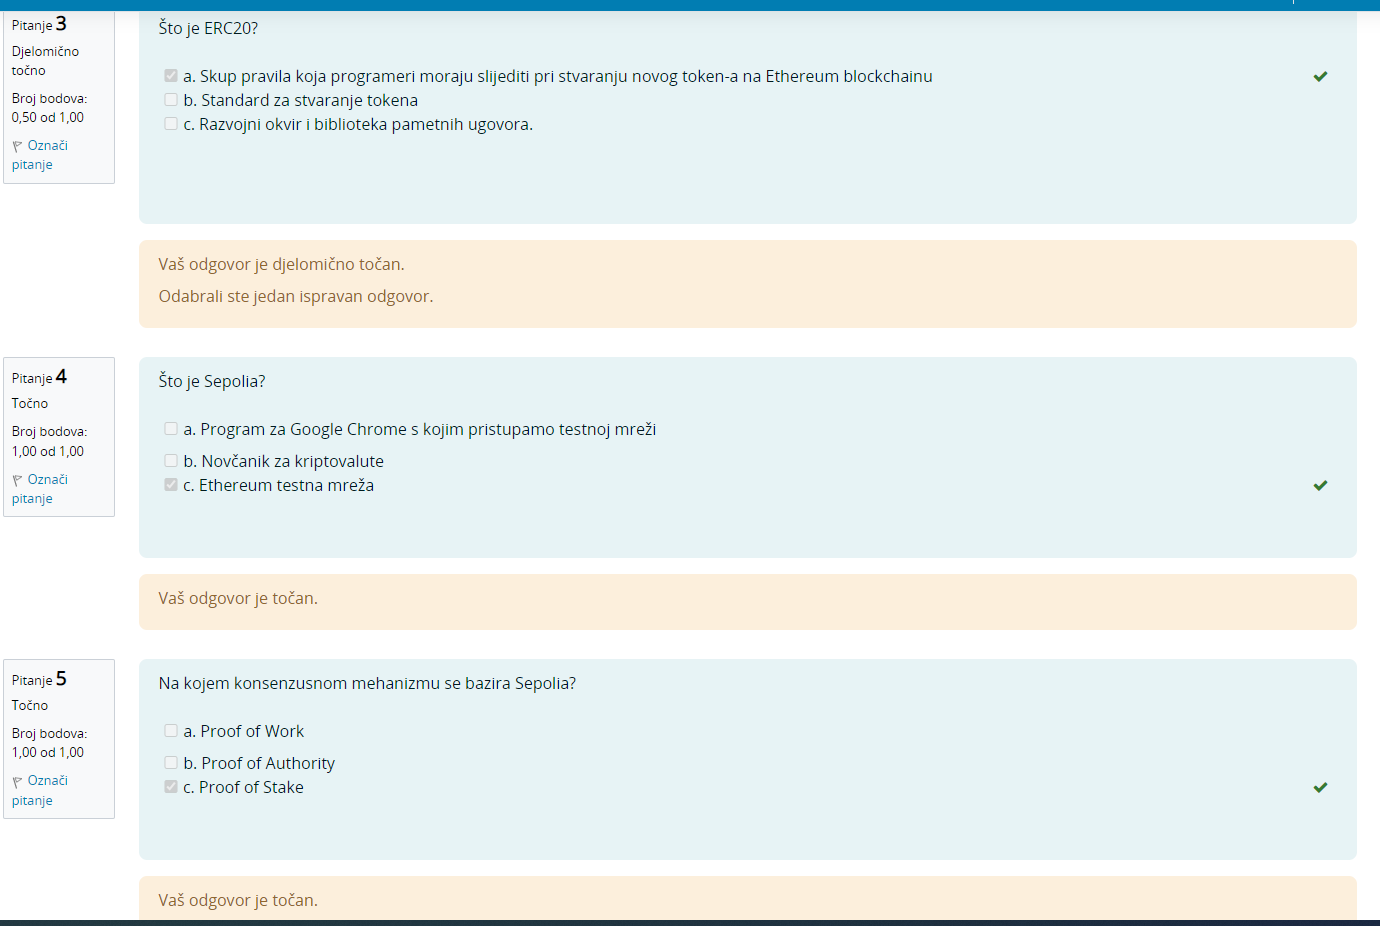 Pitanje 3
Djelomično
točno
Broj bodova:
0,50 od 1,00
Označi
pitanje
Što je ERC20?
a. Skup pravila koja programeri moraju slijediti pri stvaranju novog token-a na Ethereum blockchainu
b. Standard za stvaranje tokena
c. Razvojni okvir i biblioteka pametnih ugovora.
Vaš odgovor je djelomično točan.
Odabrali ste jedan ispravan odgovor.
Pitanje 4
Točno
Broj bodova:
1,00 od 1,00
Označi
pitanje
Što je Sepolia?
a. Program za Google Chrome s kojim pristupamo testnoj mreži
b. Novčanik za kriptovalute
c. Ethereum testna mreža
Vaš odgovor je točan.
Pitanje 5
Točno
Broj bodova:
1,00 od 1,00
Označi
pitanje
Na kojem konsenzusnom mehanizmu se bazira Sepolia?
a. Proof of Work
b. Proof of Authority
c. Proof of Stake
Vaš odgovor je točan.